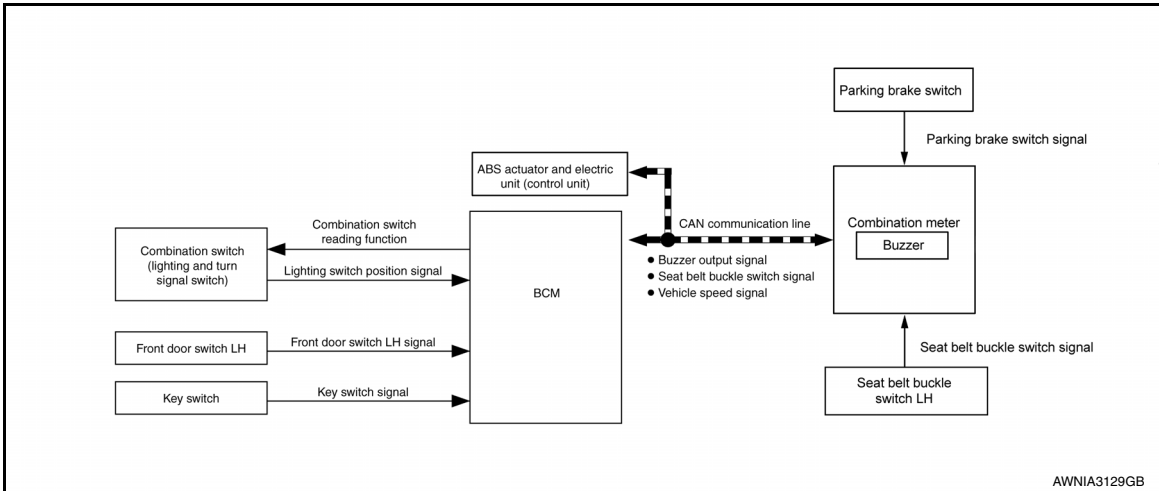 Parking brake switch
Parking brake switch signal
ABS actuator and electric
unit (control unit)
CAN communication line
Combination meter
Buzzer
Combination switch
reading function
Combination switch
(lighting and turn
signal switch)
Lighting switch position signal
BCM
● Buzzer output signal
● Seat belt buckle switch signal
● Vehicle speed signal
Front door switch LH
Front door switch LH signal
Seat belt buckle switch signal
Key switch
Key switch signal
Seat belt buckle
switch LH
AWNIA3129GB